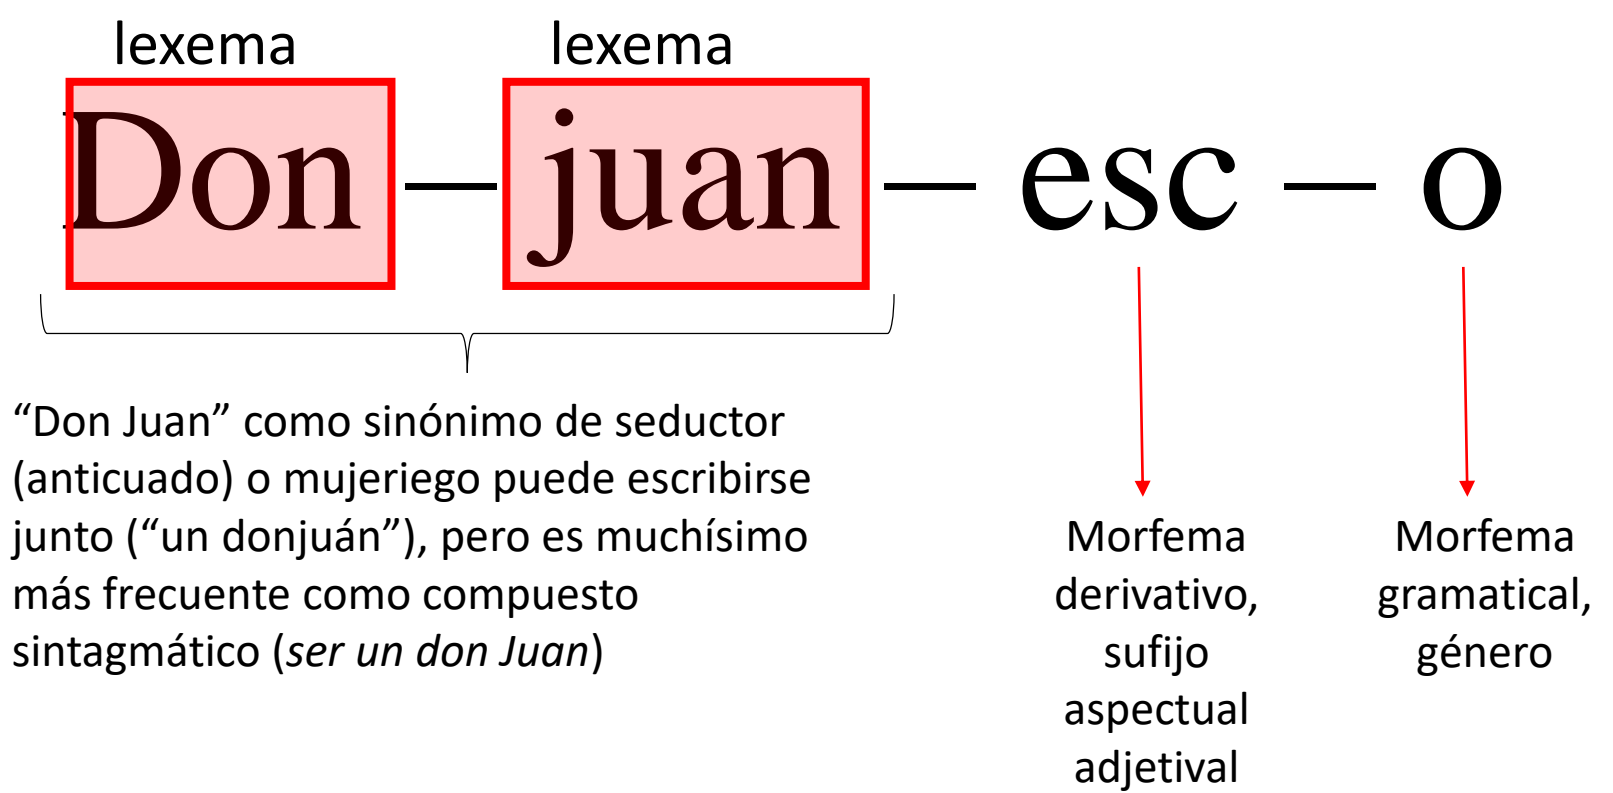 lexema lexema
Don — juan — esc — o
“Don Juan” como sinónimo de seductor
(anticuado) o mujeriego puede escribirse
junto (“un donjuán”), pero es muchísimo
más frecuente como compuesto
sintagmático (ser un don Juan)
Morfema
derivativo,
sufijo
aspectual
adjetival
Morfema
gramatical,
género